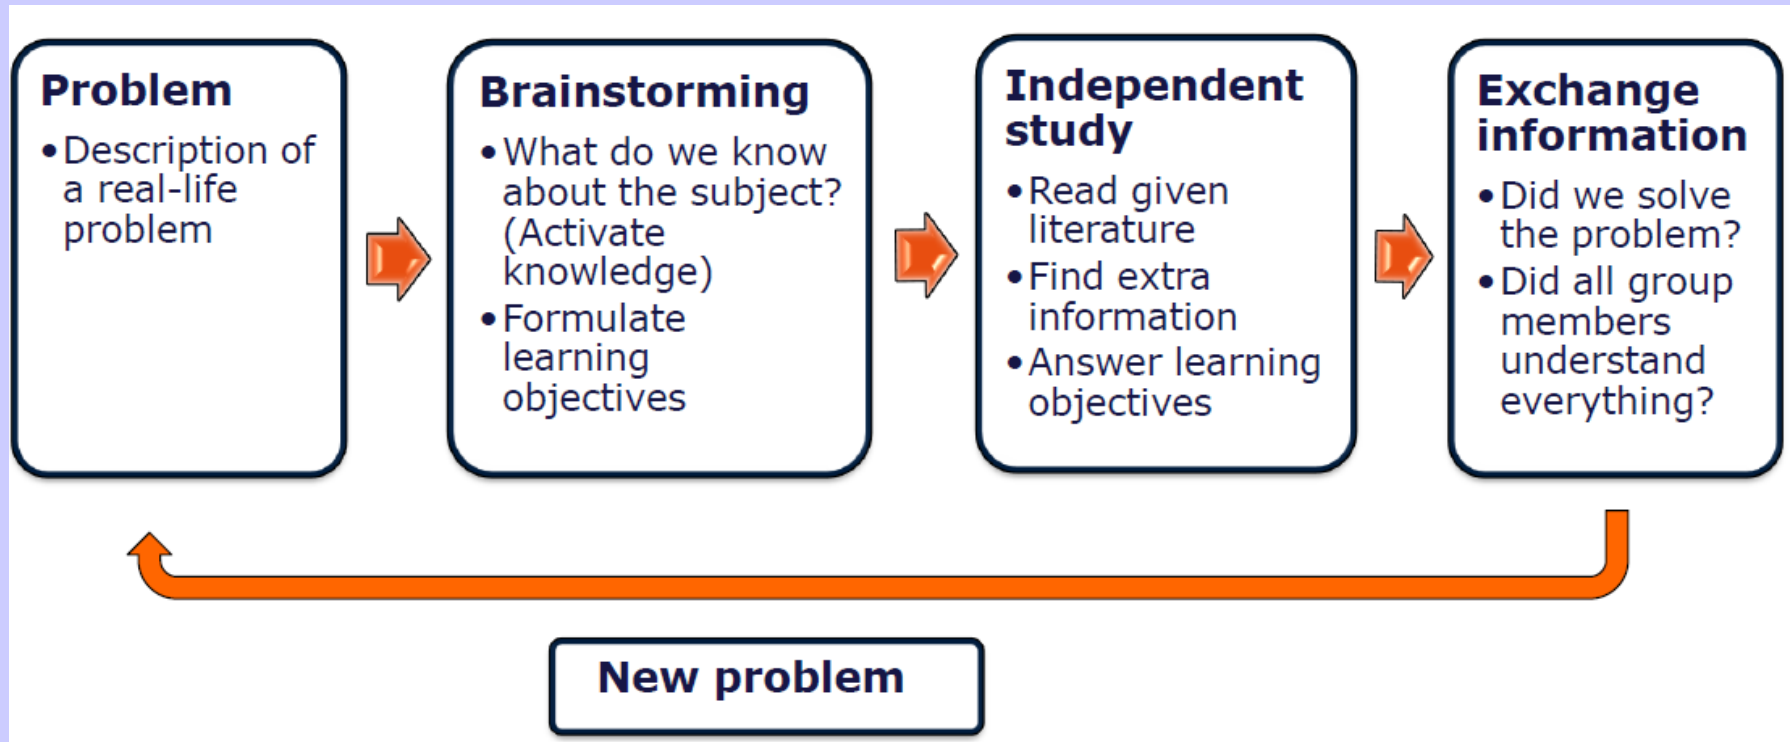 Problem
•Description of
a real-life
problem
Brainstorming
•What do we know
about the subject?
(Activate
knowledge)
•Formulate
learning
objectives
Independent
study
•Read given
literature
•Find extra
information
•Answer learning
objectives
Exchange
information
•Did we solve
the problem?
•Did all group
members
understand
everything?
New problem